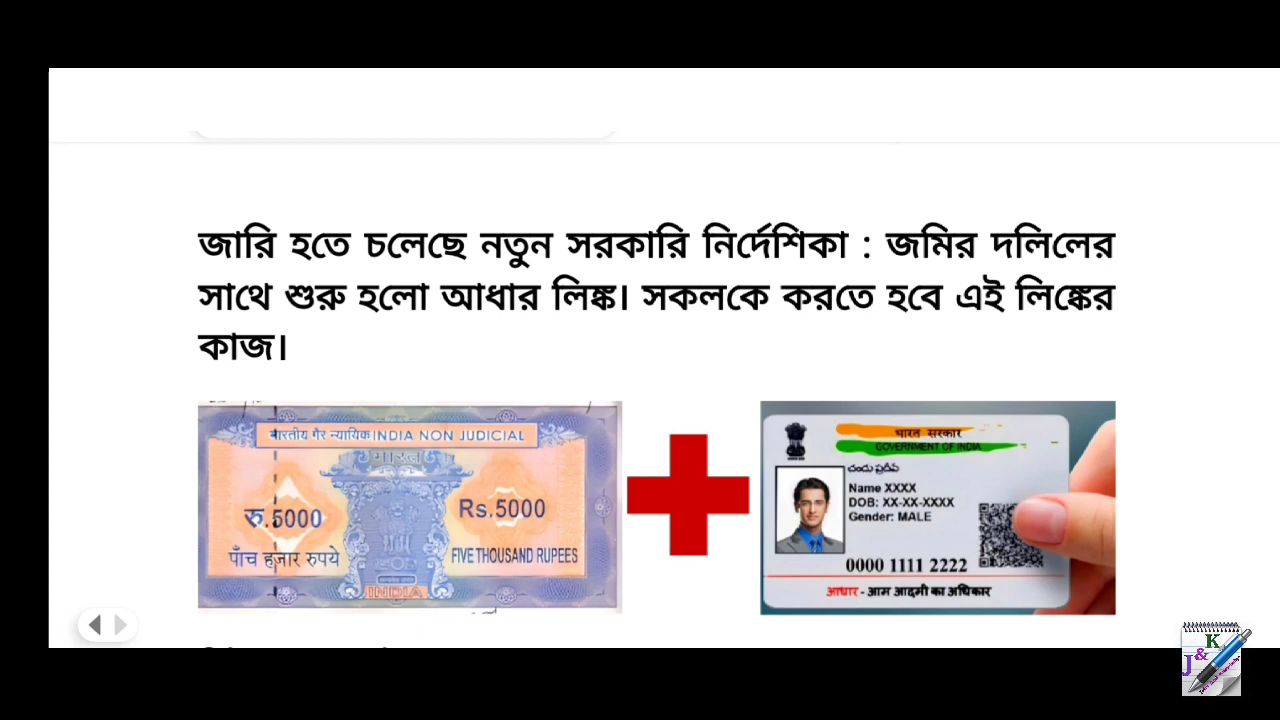 জারি হতে চলেছে নতুন সরকারি নির্দেশিকা : জমির দলিলের
সাথে শুরু হলো আধার লিঙ্ক। সকলকে করতে হবে এই লিঙ্কের
কাজ।
भारतीय गैर न्यायिक INDIA NON JUDICIAL
भारत
रु.5000
Rs.5000
पाँच हजार रुपये
FIVE THOUSAND RUPEES
INDIA
भारत सरकार
GOVERNMENT OF INDIA
చందు ప్రదీప్
Name XXXX
DOB: XX-XX-XXXX
Gender: MALE
0000 1111 2222
आधार - आम आदमी का अधिकार
J & K